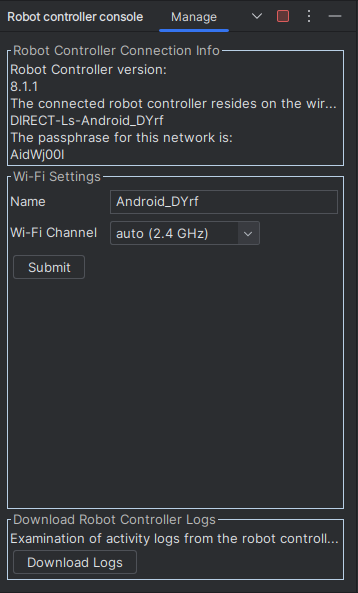 Robot controller console Manage
Robot Controller Connection Info
Robot Controller version:
8.1.1
The connected robot controller resides on the wir...
DIRECT-Ls-Android_DYrf
The passphrase for this network is:
AidWj00l
Wi-Fi Settings
Name Android_DYrf
Wi-Fi Channel auto (2.4 GHz)
Submit
Download Robot Controller Logs
Examination of activity logs from the robot controll...
Download Logs